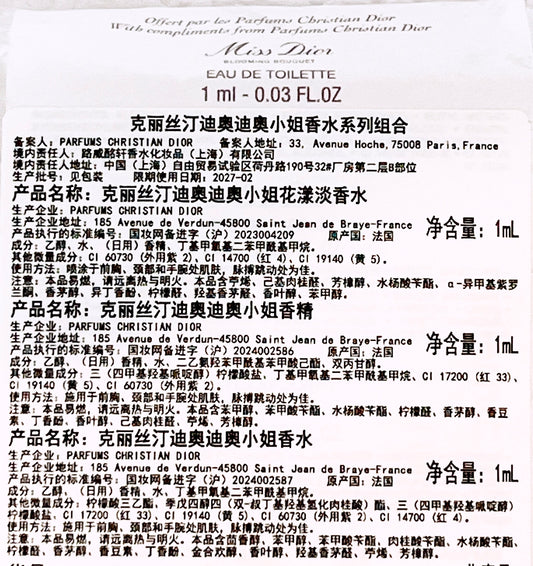 Offert par les Parfums Christian Dior
With compliments from Parfums Christian Dior
Miss Dior
BLOOMING BOUQUET
EAU DE TOILETTE
1 ml - 0.03 FL.OZ
克丽丝汀迪奥迪奥小姐香水系列组合
备案人：PARFUMS CHRISTIAN DIOR 备案人地址：33, Avenue Hoche,75008 Paris,France
境内责任人：路威酩轩香水化妆品（上海）有限公司
境内责任人地址：中国（上海）自由贸易试验区荷丹路190号32#厂房第二层B部位
生产批号：见包装 限期使用日期：2027-02
产品名称：克丽丝汀迪奥迪奥小姐花漾淡香水
生产企业：PARFUMS CHRISTIAN DIOR
生产企业地址：185 Avenue de Verdun-45800 Saint Jean de Braye-France 净含量：1mL
产品执行的标准编号：国妆网备进字（沪）2023004209 原产国：法国
成分：乙醇、水、（日用）香精、丁基甲氧基二苯甲酰基甲烷。
其他微量成分：CI 60730（外用紫 2）、CI 14700（红 4）、CI 19140（黄 5）。
使用方法：喷涂于前胸、颈部和手腕处肌肤，脉搏跳动处为佳。
注意：本品易燃，请远离热与明火。本品含苧烯、己基肉桂醛、芳樟醇、水杨酸苄酯、α-异甲基紫罗
兰酮、香茅醇、异丁香酚、柠檬醛、羟基香茅醛、香叶醇、苯甲醇。
产品名称：克丽丝汀迪奥迪奥小姐香精
生产企业：PARFUMS CHRISTIAN DIOR
生产企业地址：185 Avenue de Verdun-45800 Saint Jean de Braye-France 净含量：1mL
产品执行的标准编号：国妆网备进字（沪）2024002586 原产国：法国
成分：乙醇、（日用）香精、水、二乙氨羟苯甲酰基苯甲酸己酯、双丙甘醇。
其他微量成分：三（四甲基羟基哌啶醇）柠檬酸盐、丁基甲氧基二苯甲酰基甲烷、CI 17200（红 33）、
CI 19140（黄 5）、CI 60730（外用紫 2）。
使用方法：施用于前胸、颈部和手腕处肌肤，脉搏跳动处为佳。
注意：本品易燃，请远离热与明火。本品含苯甲醇、苯甲酸苄酯、水杨酸苄酯、柠檬醛、香茅醇、香豆
素、丁香酚、香叶醇、己基肉桂醛、苧烯、芳樟醇。
产品名称：克丽丝汀迪奥迪奥小姐香水
生产企业：PARFUMS CHRISTIAN DIOR
生产企业地址：185 Avenue de Verdun-45800 Saint Jean de Braye-France 净含量：1mL
产品执行的标准编号：国妆网备进字（沪）2024002587 原产国：法国
成分：乙醇、（日用）香精、水、丁基甲氧基二苯甲酰基甲烷。
其他微量成分：柠檬酸三乙酯、季戊四醇四（双-叔丁基羟基氢化肉桂酸）酯、三（四甲基羟基哌啶醇）
柠檬酸盐、CI 17200（红 33）、CI 19140（黄 5）、CI 60730（外用紫 2）、CI 14700（红 4）。
使用方法：施用于前胸、颈部和手腕处肌肤，脉搏跳动处为佳。
注意：本品易燃，请远离热与明火。本品含茴香醇、苯甲醇、苯甲酸苄酯、肉桂酸苄酯、水杨酸苄酯、
柠檬醛、香茅醇、香豆素、丁香酚、金合欢醇、香叶醇、羟基香茅醛、苧烯、芳樟醇。